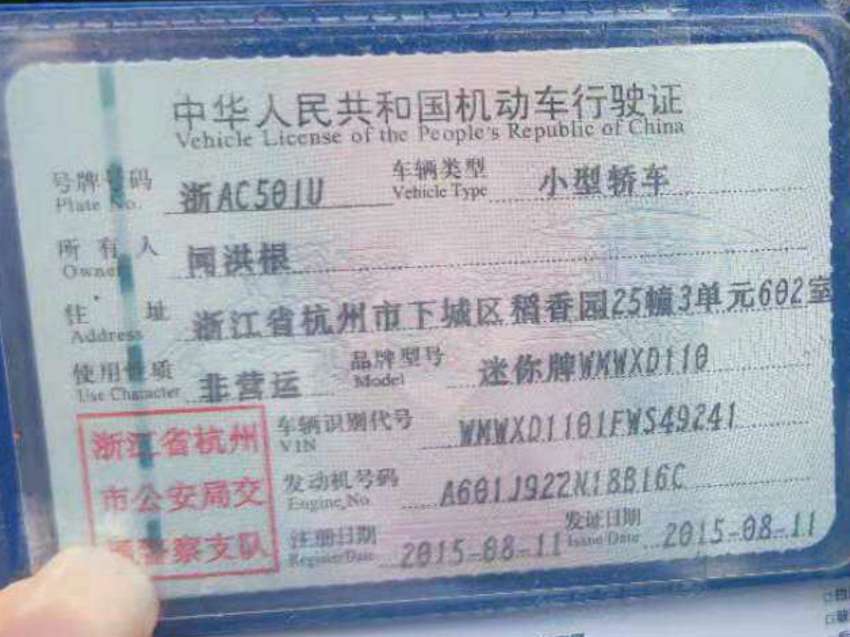 中华人民共和国机动车行驶证
Vehicle License of the People's Republic of China
号牌号码 浙AC501U 车辆类型 小型轿车
Plate No. Vehicle Type
所有人 闻洪根
Owner
住址 浙江省杭州市下城区稻香园25幢3单元602室
Address
使用性质 非营运 品牌型号 迷你牌WMWXD110
Use Character Model
浙江省杭州
市公安局交
警察支队
车辆识别代号 WMWXD1101FWS49241
VIN
发动机号码 A601J922N18B16C
Engine No.
注册日期 2015-08-11 发证日期 2015-08-11
Register Date Issue Date